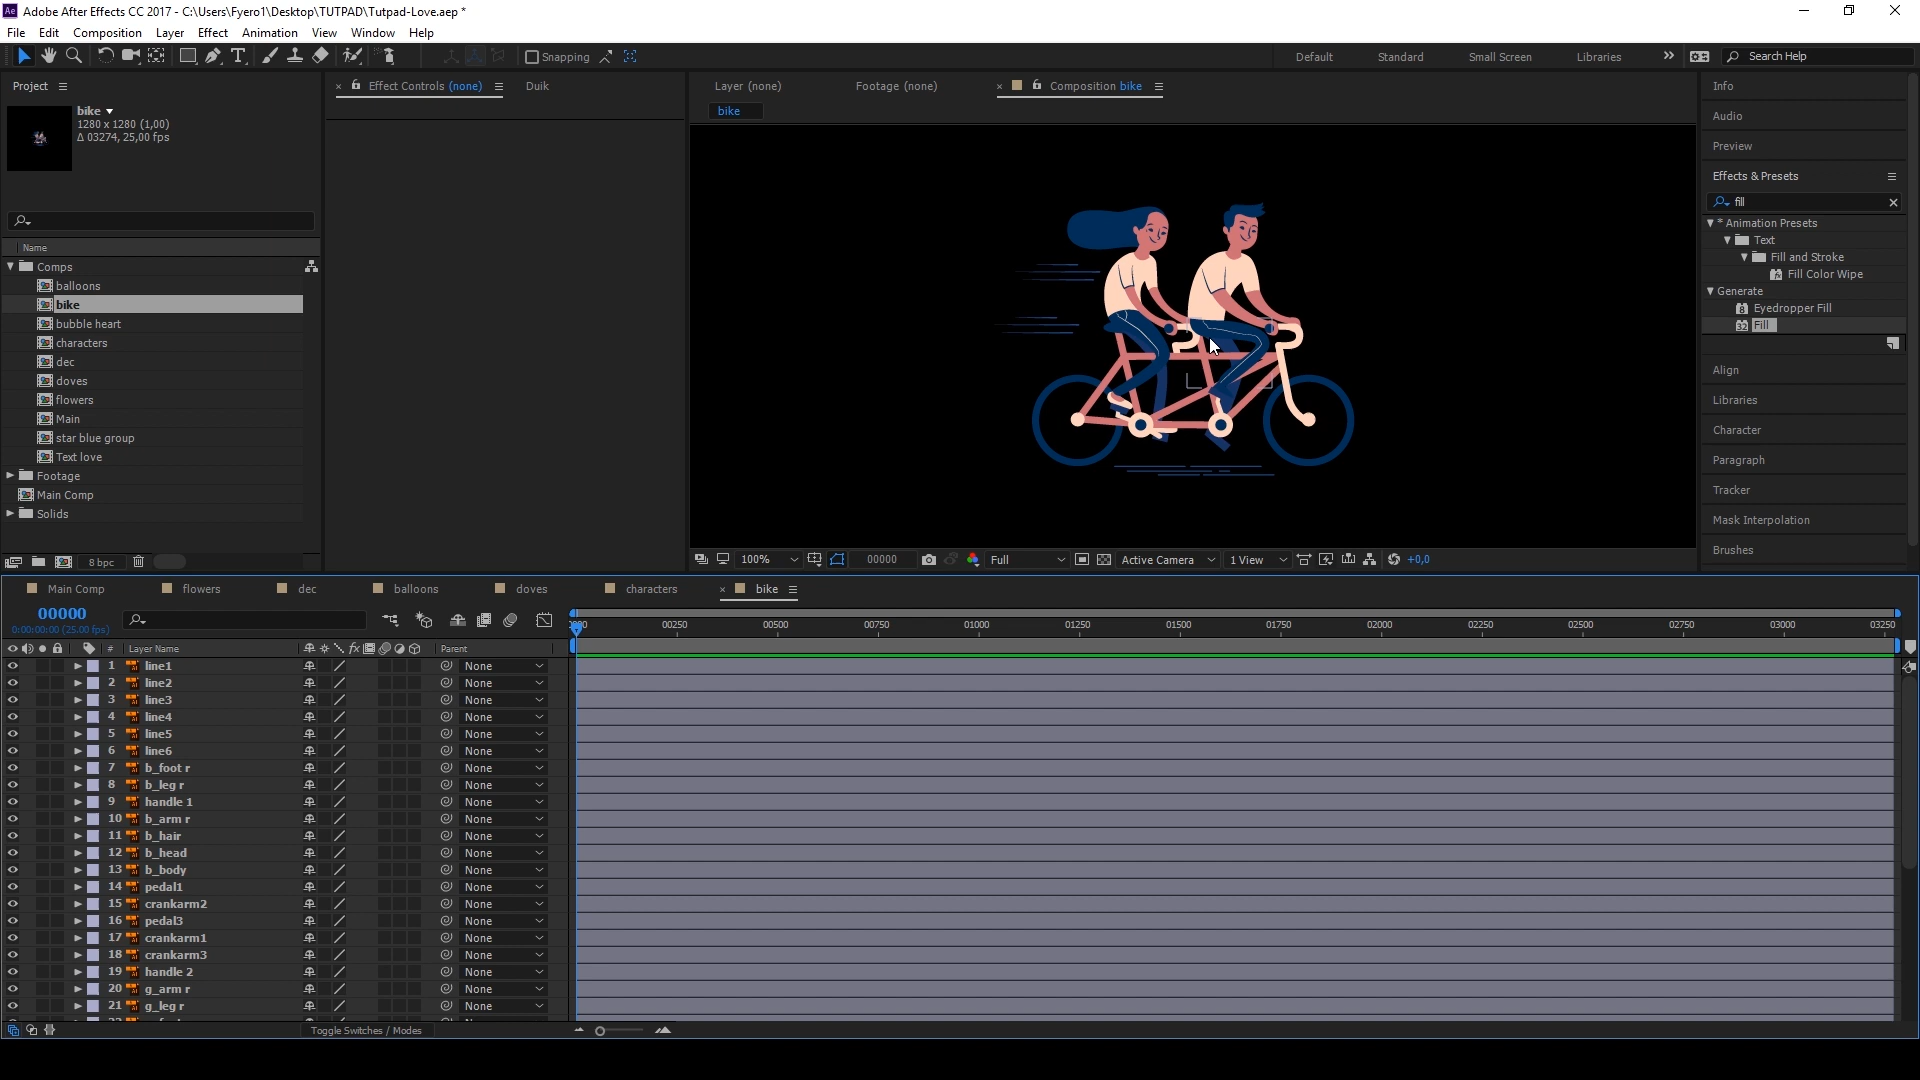 Ae Adobe After Effects CC 2017 - C:\Users\Fyero1\Desktop\TUTPAD\Tutpad-Love.aep *
File Edit Composition Layer Effect Animation View Window Help
Snapping Default Standard Small Screen Libraries Search Help
Project
bike
1280 x 1280 (1,00)
Δ 03274, 25,00 fps
Name
Comps
balloons
bike
bubble heart
characters
dec
doves
flowers
Main
star blue group
Text love
Footage
Main Comp
Solids
8 bpc
Effect Controls (none) Duik
Layer (none) Footage (none) Composition bike
bike
100% 00000 Full Active Camera 1 View +0,0
Info
Audio
Preview
Effects & Presets
fill
* Animation Presets
Text
Fill and Stroke
Fill Color Wipe
Generate
Eyedropper Fill
Fill
Align
Libraries
Character
Paragraph
Tracker
Mask Interpolation
Brushes
Main Comp flowers dec balloons doves characters bike
00000
0:00:00:00 (25.00 fps)
00250 00500 00750 01000 01250 01500 01750 02000 02250 02500 02750 03000 03250
# Layer Name fx Parent
1 line1 None
2 line2 None
3 line3 None
4 line4 None
5 line5 None
6 line6 None
7 b_foot r None
8 b_leg r None
9 handle 1 None
10 b_arm r None
11 b_hair None
12 b_head None
13 b_body None
14 pedal1 None
15 crankarm2 None
16 pedal3 None
17 crankarm1 None
18 crankarm3 None
19 handle 2 None
20 g_arm r None
21 g_leg r None
Toggle Switches / Modes